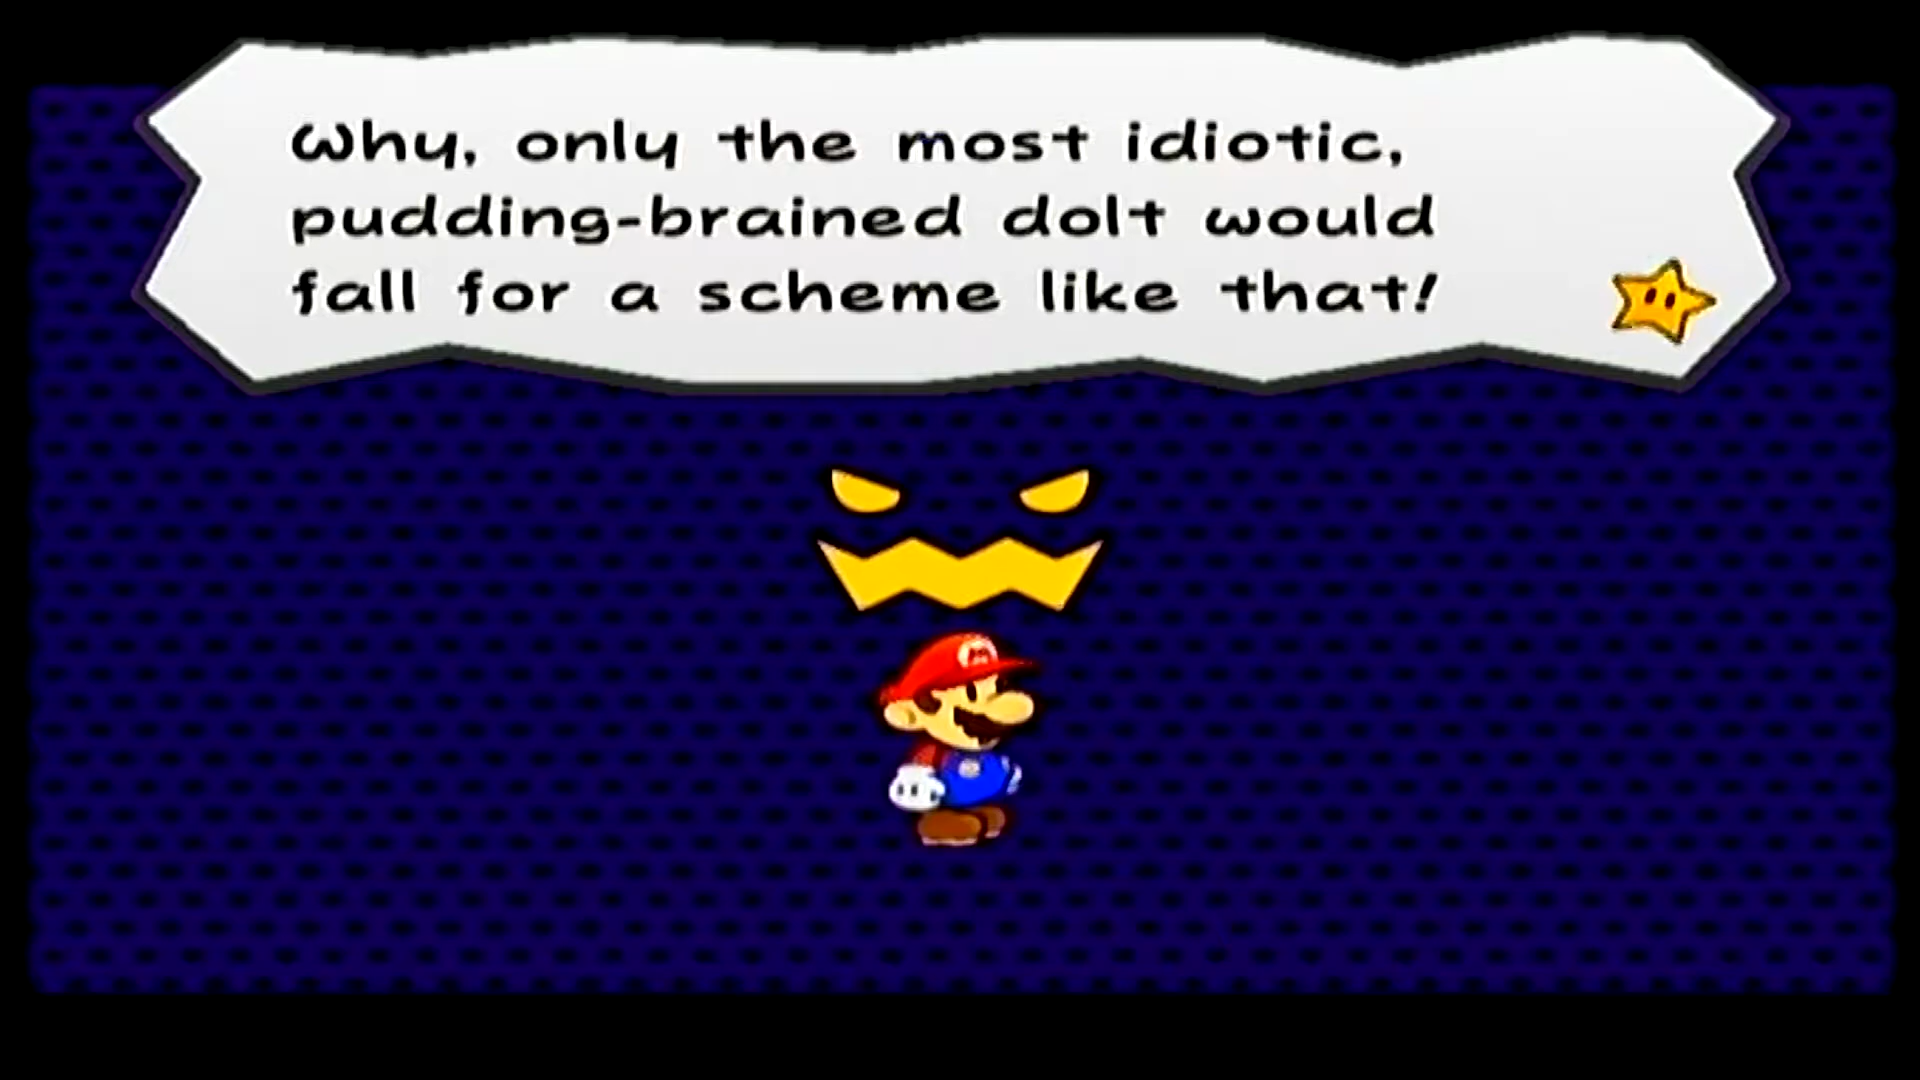 Why, only the most idiotic,
pudding-brained dolt would
fall for a scheme like that!
M